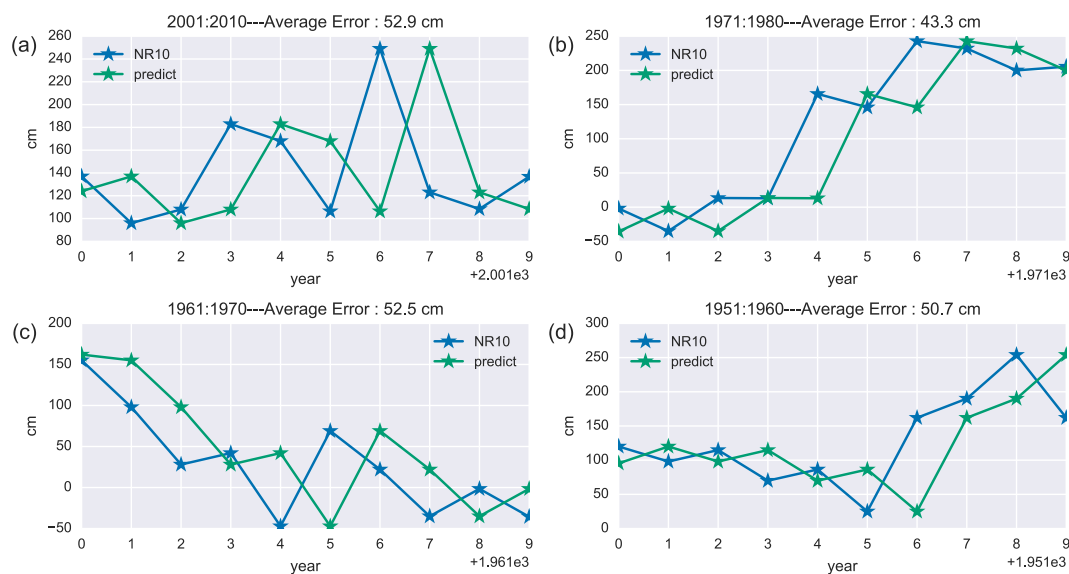 (a)
2001:2010---Average Error : 52.9 cm
260
240
220
200
180
160
140
120
100
80
cm
NR10
predict
0 1 2 3 4 5 6 7 8 9
year
+2.001e3
(b)
1971:1980---Average Error : 43.3 cm
250
200
150
100
50
0
−50
cm
NR10
predict
0 1 2 3 4 5 6 7 8 9
year
+1.971e3
(c)
1961:1970---Average Error : 52.5 cm
200
150
100
50
0
−50
cm
NR10
predict
0 1 2 3 4 5 6 7 8 9
year
+1.961e3
(d)
1951:1960---Average Error : 50.7 cm
300
250
200
150
100
50
0
cm
NR10
predict
0 1 2 3 4 5 6 7 8 9
year
+1.951e3